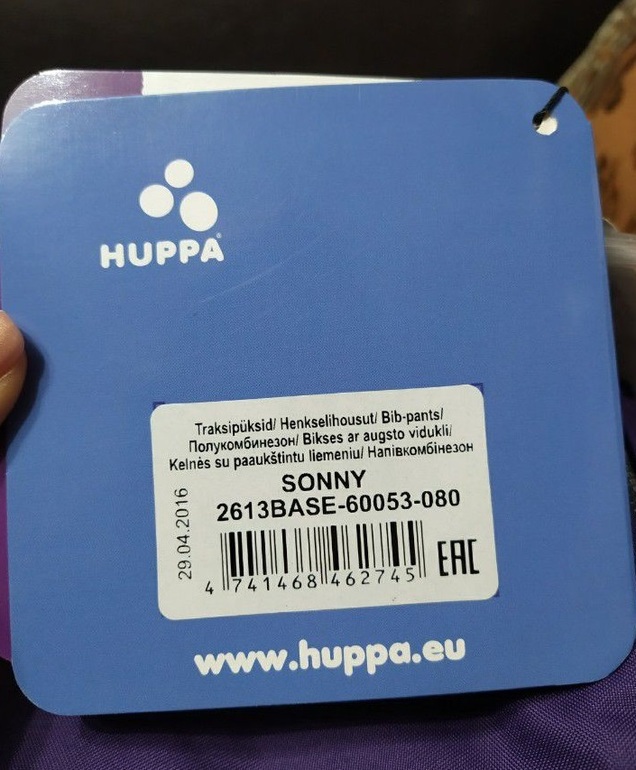 HUPPA
Traksipüksid/ Henkselihousut/ Bib-pants/
Полукомбинезон/ Bikses ar augsto vidukli/
Kelnės su paaukštintu liemeniu/ Напівкомбінезон
SONNY
2613BASE-60053-080
29.04.2016
4 741468 462745
EAC
www.huppa.eu